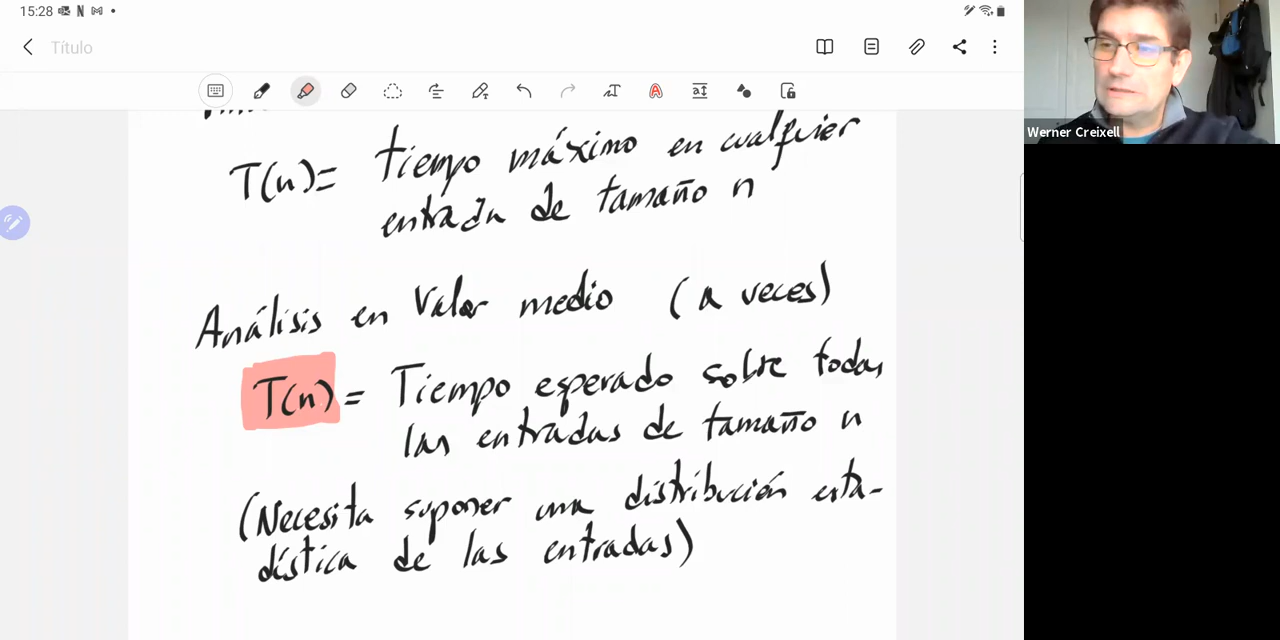 15:28
Título
Werner Creixell
T(n)= tiempo máximo en cualquier
entrada de tamaño n
Análisis en Valor medio (a veces)
T(n) = Tiempo esperado sobre todas
las entradas de tamaño n
(Necesita suponer una distribución esta-
dística de las entradas)